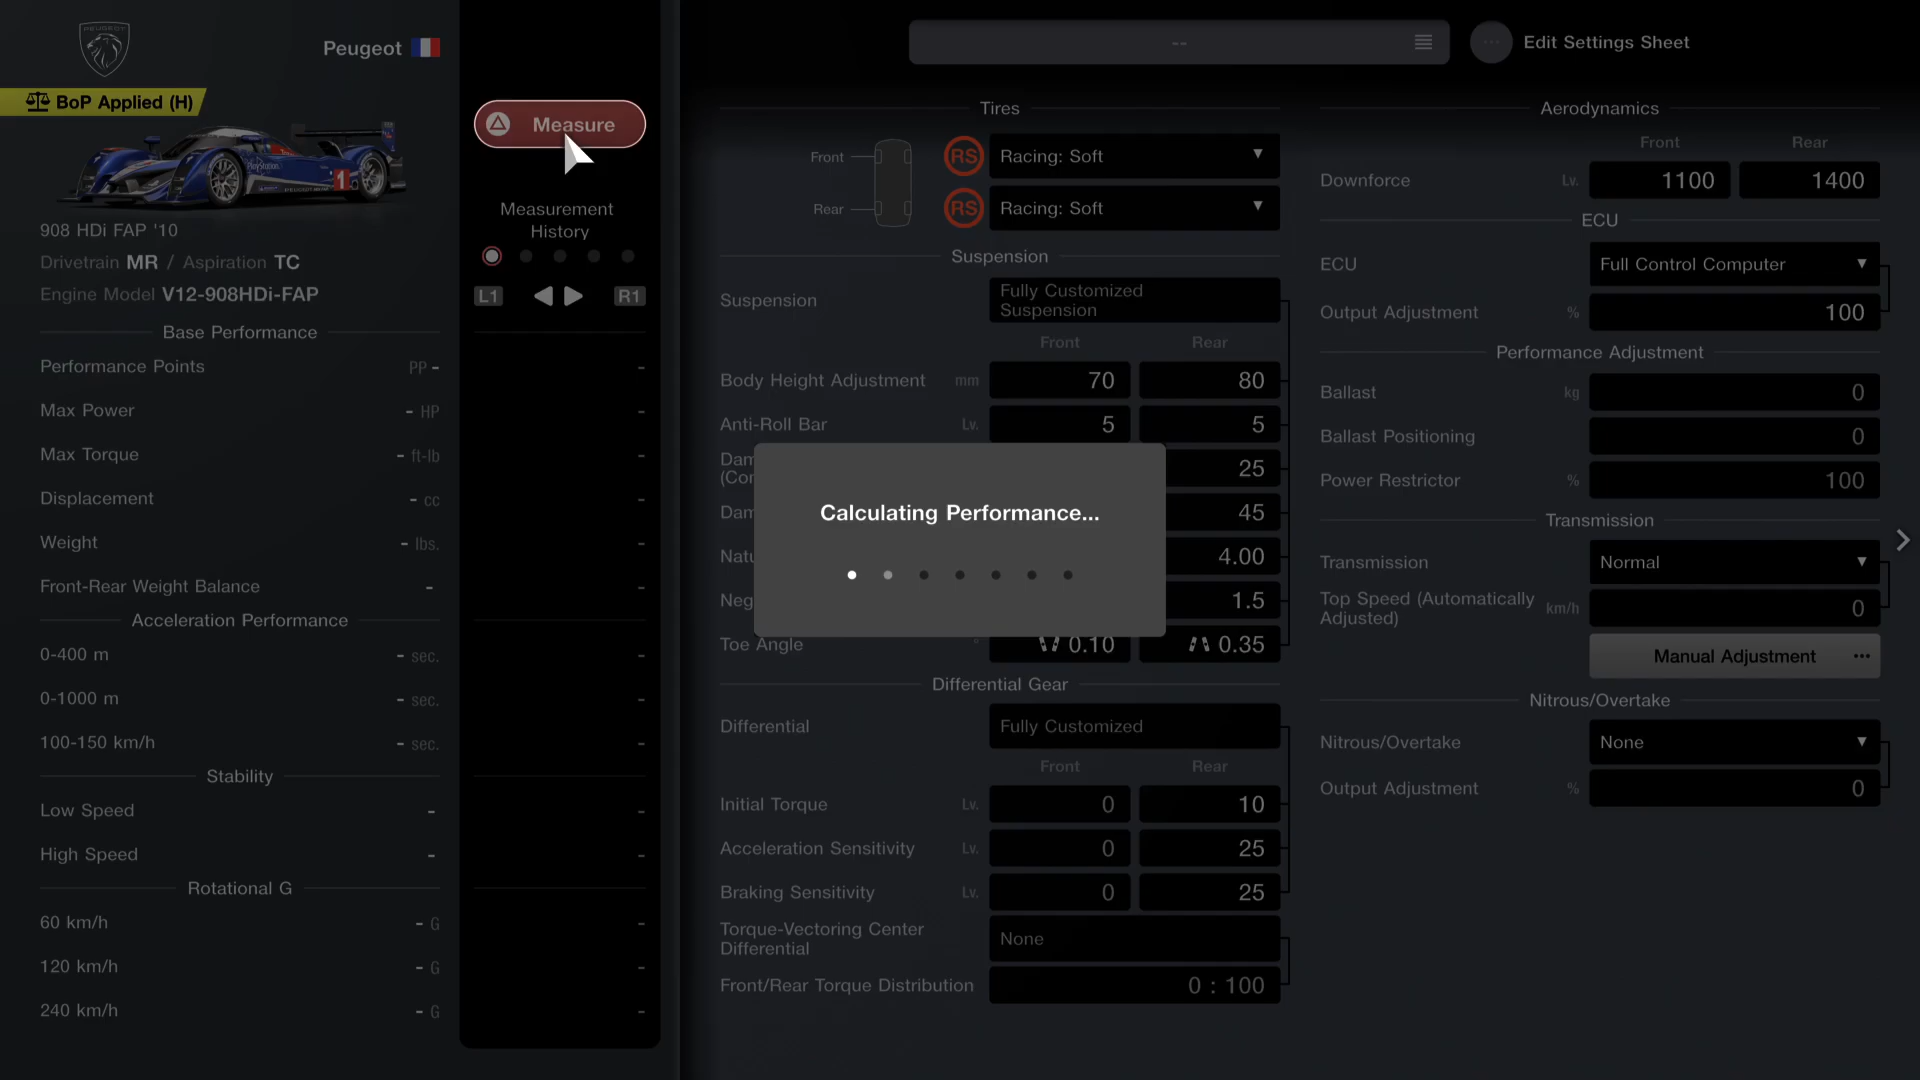 Peugeot
BoP Applied (H)
908 HDi FAP '10
Drivetrain MR / Aspiration TC
Engine Model V12-908HDi-FAP
Base Performance
Performance Points PP -
Max Power - HP
Max Torque - ft-lb
Displacement - cc
Weight - lbs.
Front-Rear Weight Balance -
Acceleration Performance
0-400 m - sec.
0-1000 m - sec.
100-150 km/h - sec.
Stability
Low Speed -
High Speed -
Rotational G
60 km/h - G
120 km/h - G
240 km/h - G
Measure
Measurement
History
L1 R1
--
Edit Settings Sheet
Tires
Front RS Racing: Soft
Rear RS Racing: Soft
Suspension
Suspension Fully Customized
Suspension
Front Rear
Body Height Adjustment mm 70 80
Anti-Roll Bar Lv. 5 5
25
45
4.00
1.5
Toe Angle ° 0.10 0.35
Calculating Performance...
Differential Gear
Differential Fully Customized
Front Rear
Initial Torque Lv. 0 10
Acceleration Sensitivity Lv. 0 25
Braking Sensitivity Lv. 0 25
Torque-Vectoring Center
Differential None
Front/Rear Torque Distribution 0 : 100
Aerodynamics
Front Rear
Downforce Lv. 1100 1400
ECU
ECU Full Control Computer
Output Adjustment % 100
Performance Adjustment
Ballast kg 0
Ballast Positioning 0
Power Restrictor % 100
Transmission
Transmission Normal
Top Speed (Automatically
Adjusted) km/h 0
Manual Adjustment ...
Nitrous/Overtake
Nitrous/Overtake None
Output Adjustment % 0